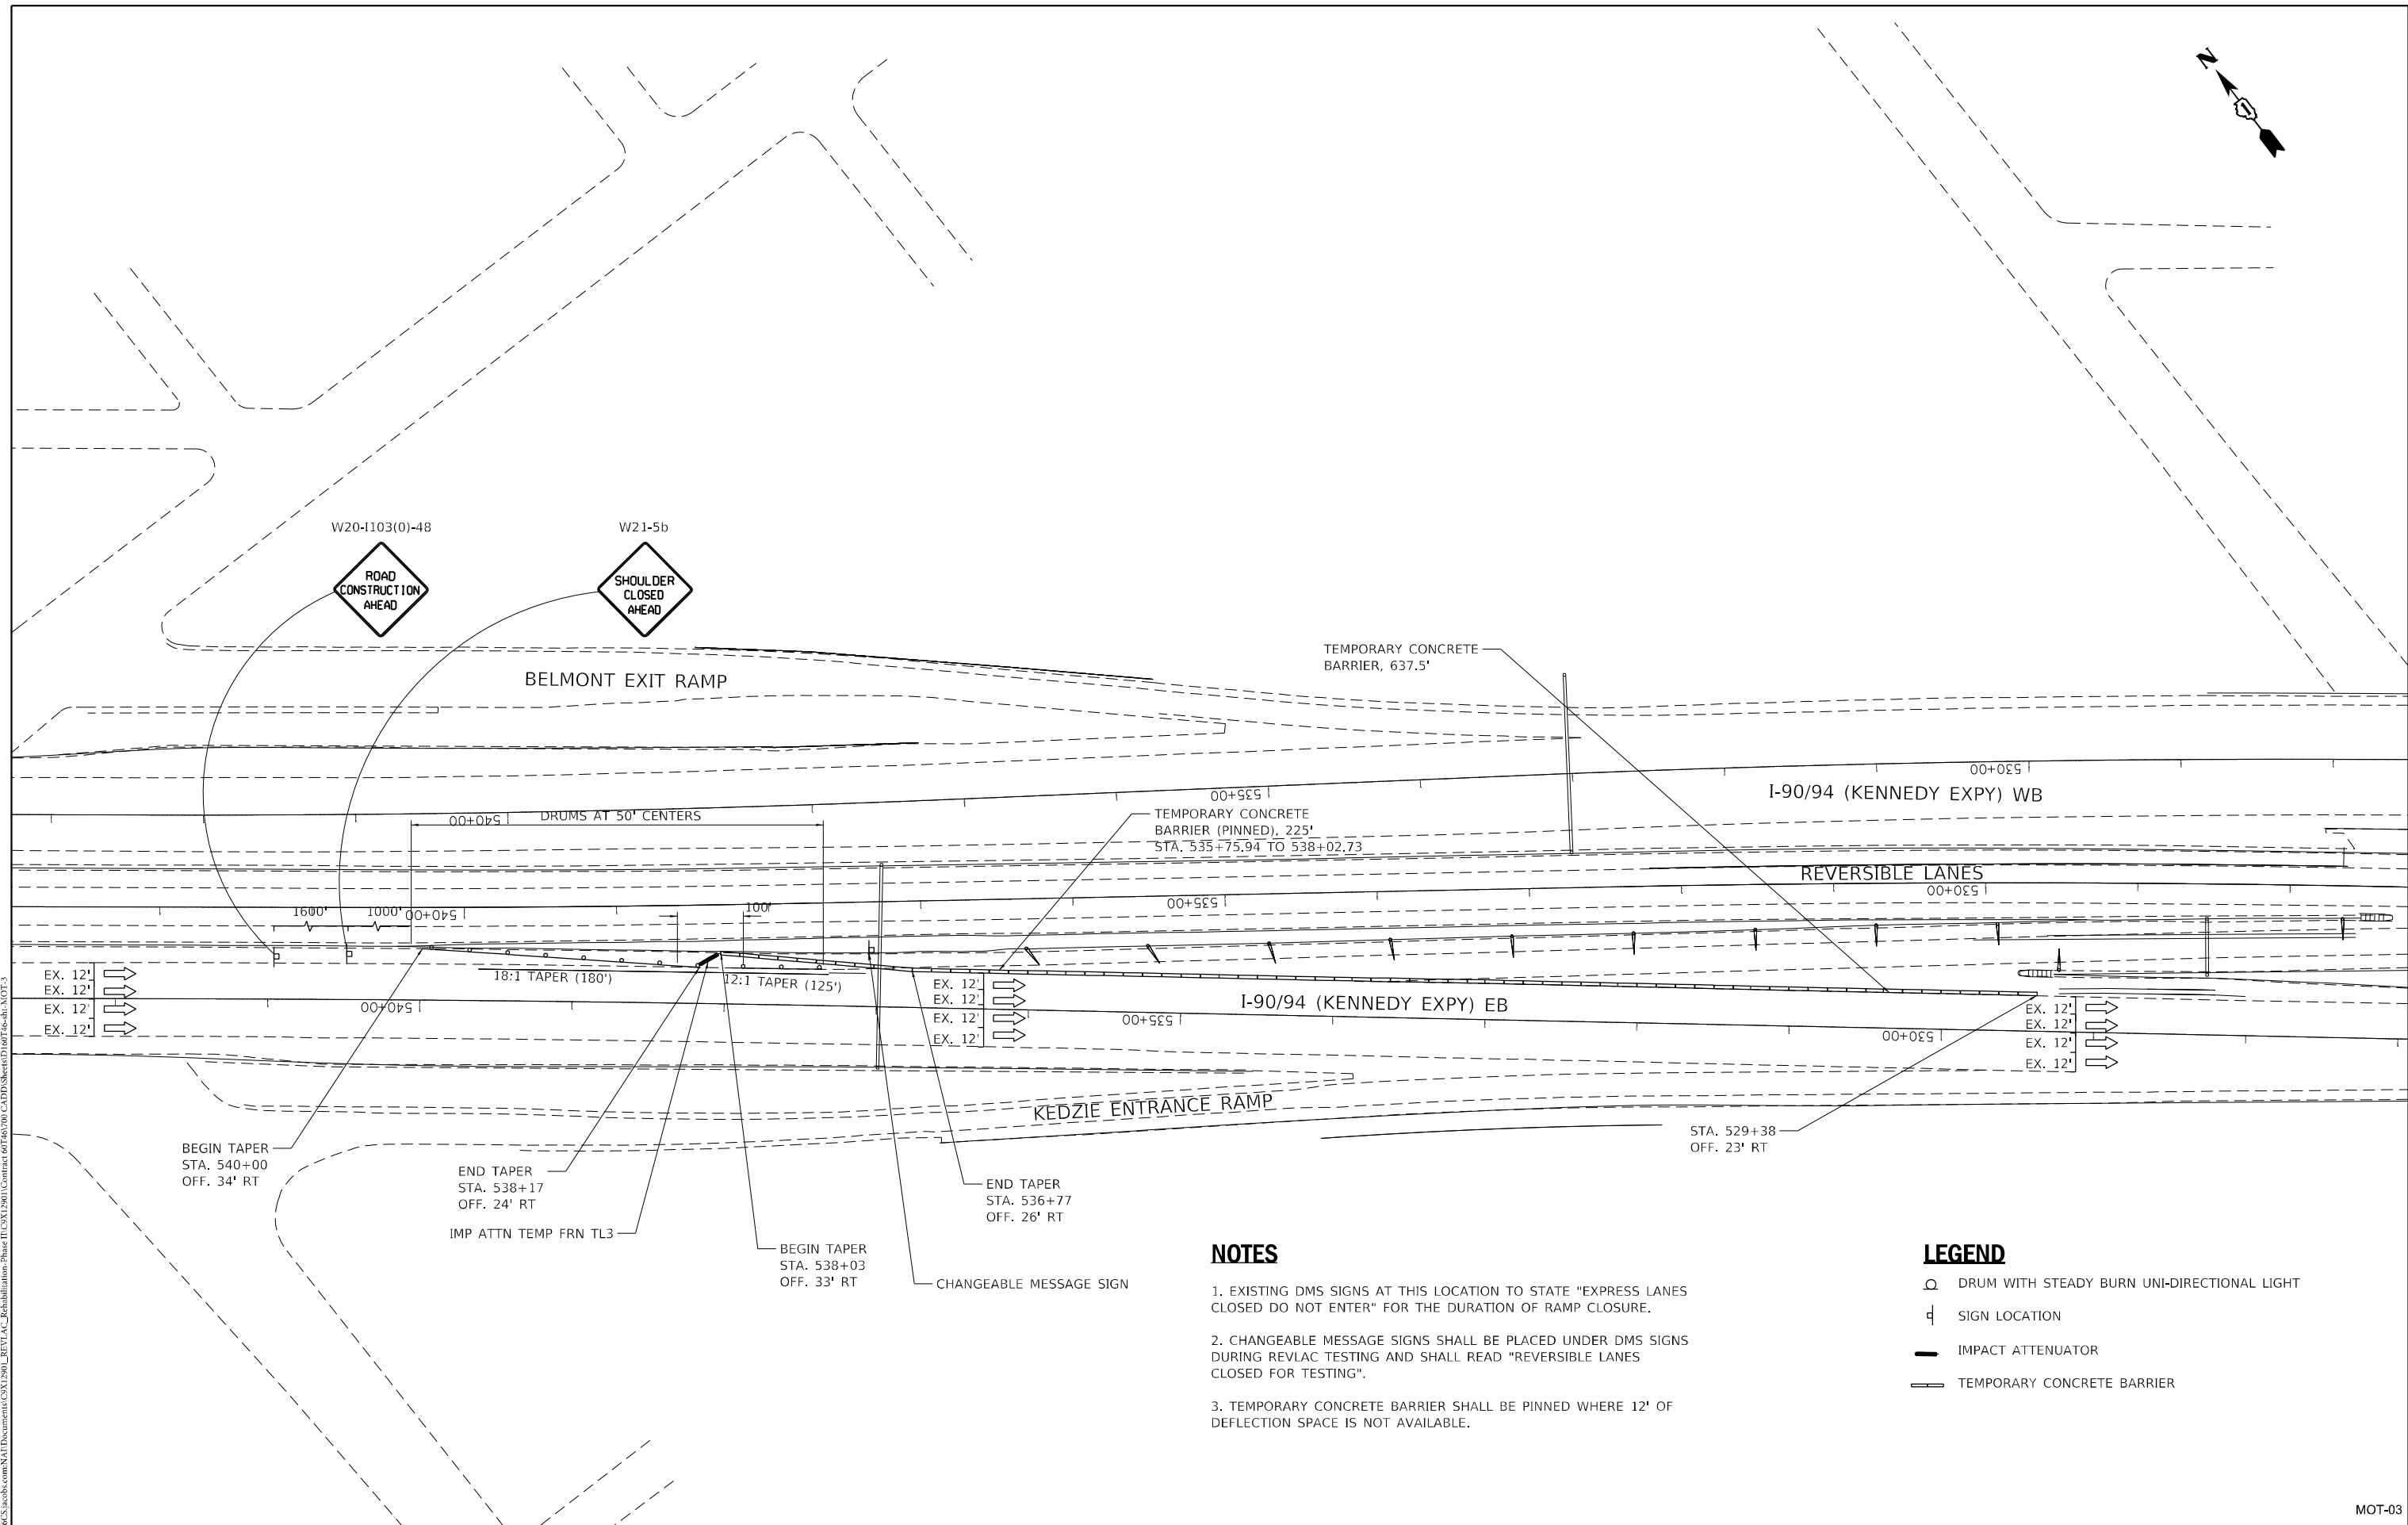 N
1
W20-I103(0)-48
W21-5b
ROAD
CONSTRUCTION
AHEAD
SHOULDER
CLOSED
AHEAD
BELMONT EXIT RAMP
TEMPORARY CONCRETE
BARRIER, 637.5'
530+00
I-90/94 (KENNEDY EXPY) WB
535+00
540+00
DRUMS AT 50' CENTERS
TEMPORARY CONCRETE
BARRIER (PINNED), 225'
STA. 535+75.94 TO 538+02.73
REVERSIBLE LANES
530+00
535+00
1600'
1000'
540+00
100'
EX. 12'
EX. 12'
EX. 12'
EX. 12'
18:1 TAPER (180')
12:1 TAPER (125')
EX. 12'
EX. 12'
EX. 12'
EX. 12'
I-90/94 (KENNEDY EXPY) EB
540+00
535+00
530+00
EX. 12'
EX. 12'
EX. 12'
EX. 12'
KEDZIE ENTRANCE RAMP
BEGIN TAPER
STA. 540+00
OFF. 34' RT
END TAPER
STA. 538+17
OFF. 24' RT
IMP ATTN TEMP FRN TL3
BEGIN TAPER
STA. 538+03
OFF. 33' RT
END TAPER
STA. 536+77
OFF. 26' RT
CHANGEABLE MESSAGE SIGN
STA. 529+38
OFF. 23' RT
NOTES
1. EXISTING DMS SIGNS AT THIS LOCATION TO STATE "EXPRESS LANES
CLOSED DO NOT ENTER" FOR THE DURATION OF RAMP CLOSURE.
2. CHANGEABLE MESSAGE SIGNS SHALL BE PLACED UNDER DMS SIGNS
DURING REVLAC TESTING AND SHALL READ "REVERSIBLE LANES
CLOSED FOR TESTING".
3. TEMPORARY CONCRETE BARRIER SHALL BE PINNED WHERE 12' OF
DEFLECTION SPACE IS NOT AVAILABLE.
LEGEND
DRUM WITH STEADY BURN UNI-DIRECTIONAL LIGHT
SIGN LOCATION
IMPACT ATTENUATOR
TEMPORARY CONCRETE BARRIER
MOT-03